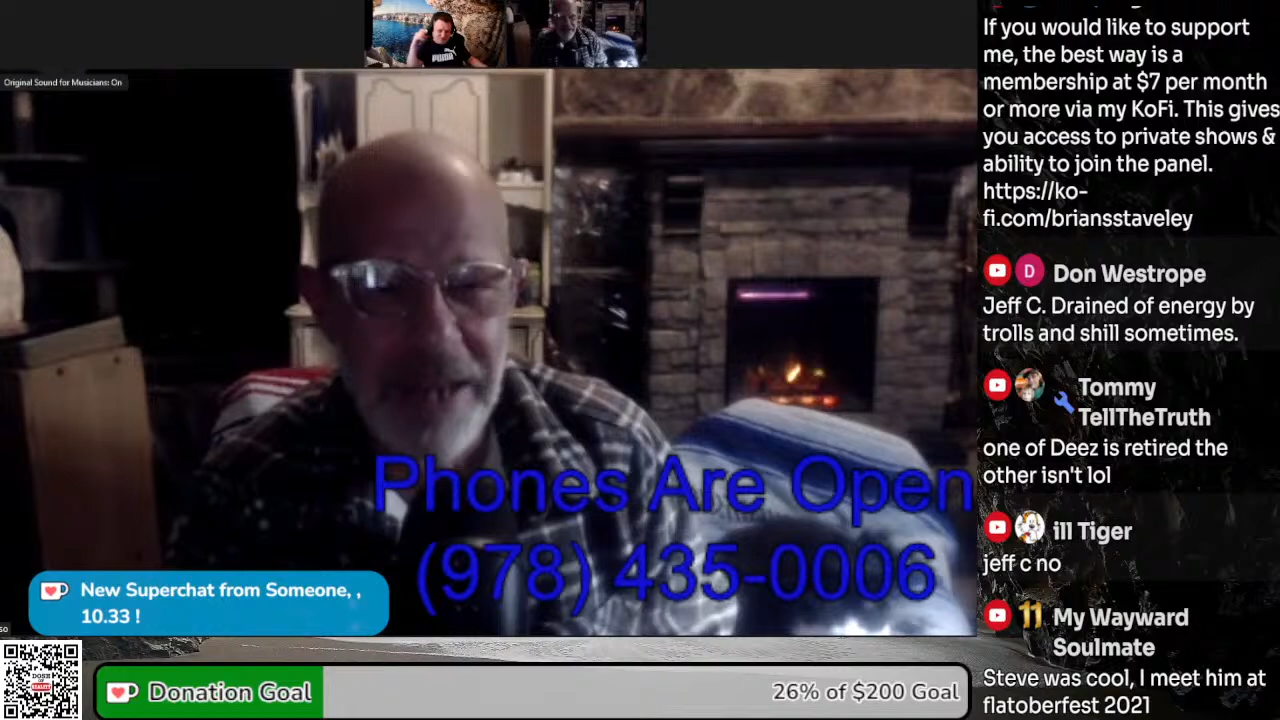 Original Sound for Musicians: On
PUMA
Phones Are Open
(978) 435-0006
New Superchat from Someone, ,
10.33 !
so
Donation Goal
26% of $200 Goal
If you would like to support
me, the best way is a
membership at $7 per month
or more via my KoFi. This gives
you access to private shows &
ability to join the panel.
https://ko-
fi.com/briansstaveley
D Don Westrope
Jeff C. Drained of energy by
trolls and shill sometimes.
Tommy
TellTheTruth
one of Deez is retired the
other isn't lol
ill Tiger
jeff c no
11 My Wayward
Soulmate
Steve was cool, I meet him at
flatoberfest 2021